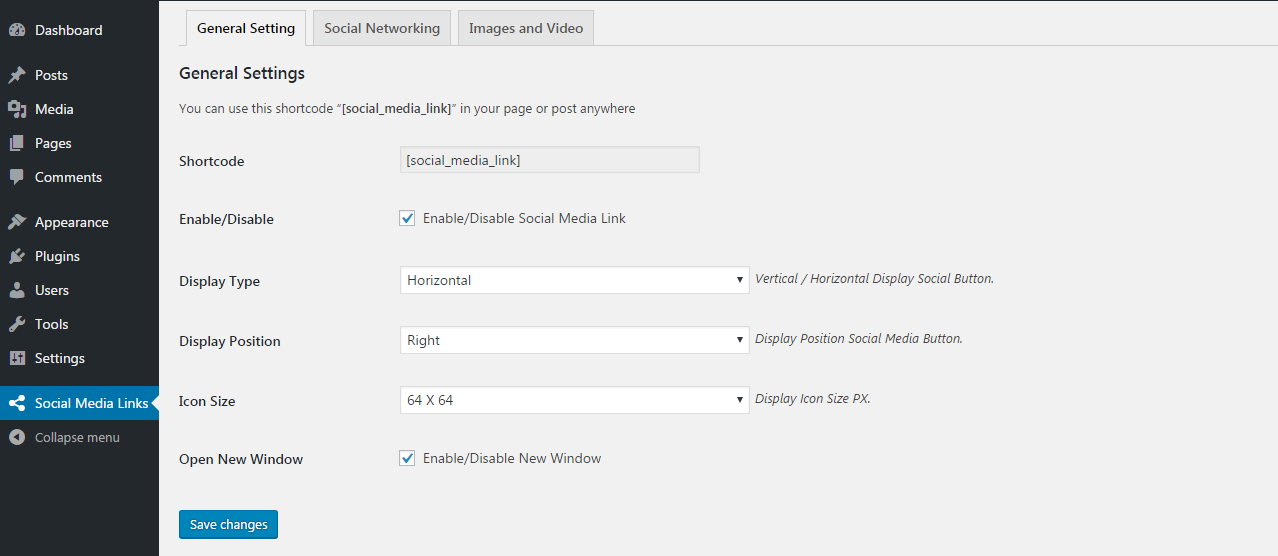 Dashboard
Posts
Media
Pages
Comments
Appearance
Plugins
Users
Tools
Settings
Social Media Links
Collapse menu
General Setting Social Networking Images and Video
General Settings
You can use this shortcode “[social_media_link]” in your page or post anywhere
Shortcode [social_media_link]
Enable/Disable Enable/Disable Social Media Link
Display Type Horizontal Vertical / Horizontal Display Social Button.
Display Position Right Display Position Social Media Button.
Icon Size 64 X 64 Display Icon Size PX.
Open New Window Enable/Disable New Window
Save changes